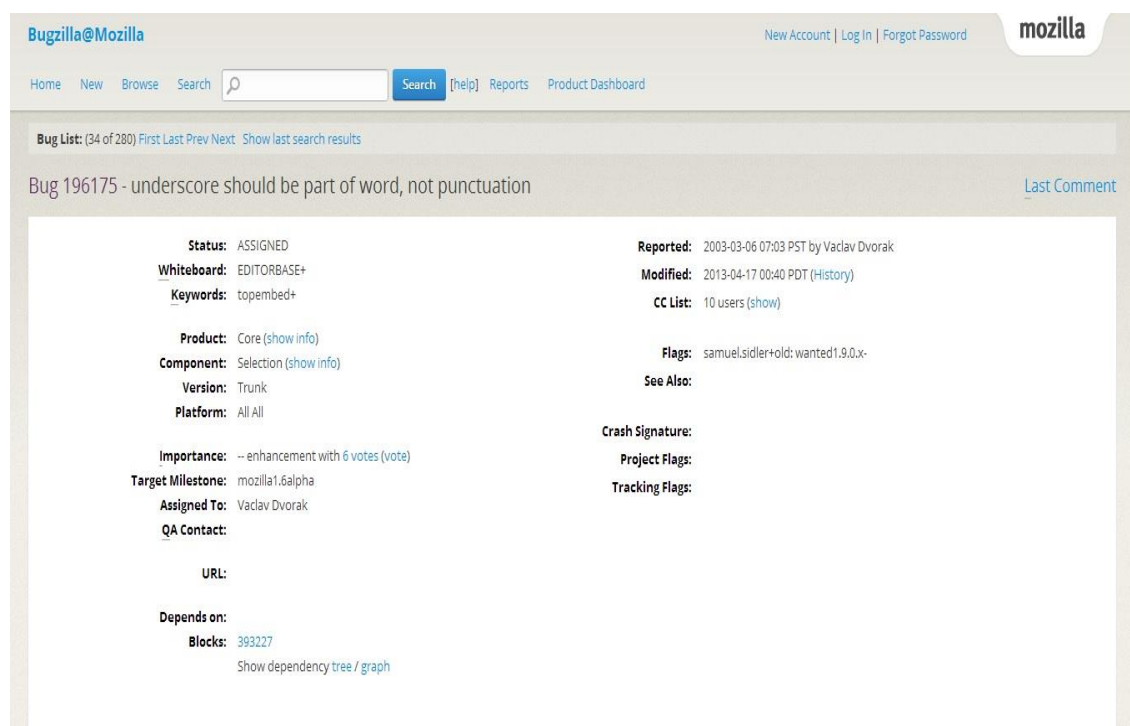 Bugzilla@Mozilla
New Account | Log In | Forgot Password
mozilla
Home New Browse Search Search [help] Reports Product Dashboard
Bug List: (34 of 280) First Last Prev Next Show last search results
Bug 196175 - underscore should be part of word, not punctuation
Last Comment
Status: ASSIGNED
Whiteboard: EDITORBASE+
Keywords: topembed+
Product: Core (show info)
Component: Selection (show info)
Version: Trunk
Platform: All All
Importance: -- enhancement with 6 votes (vote)
Target Milestone: mozilla1.6alpha
Assigned To: Vaclav Dvorak
QA Contact:
URL:
Depends on:
Blocks: 393227
Show dependency tree / graph
Reported: 2003-03-06 07:03 PST by Vaclav Dvorak
Modified: 2013-04-17 00:40 PDT (History)
CC List: 10 users (show)
Flags: samuel.sidler+old: wanted1.9.0.x-
See Also:
Crash Signature:
Project Flags:
Tracking Flags: